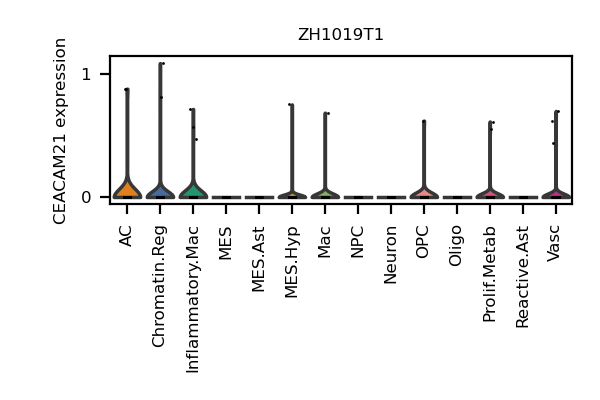 ZH1019T1
CEACAM21 expression
1
0
AC
Chromatin.Reg
Inflammatory.Mac
MES
MES.Ast
MES.Hyp
Mac
NPC
Neuron
OPC
Oligo
Prolif.Metab
Reactive.Ast
Vasc